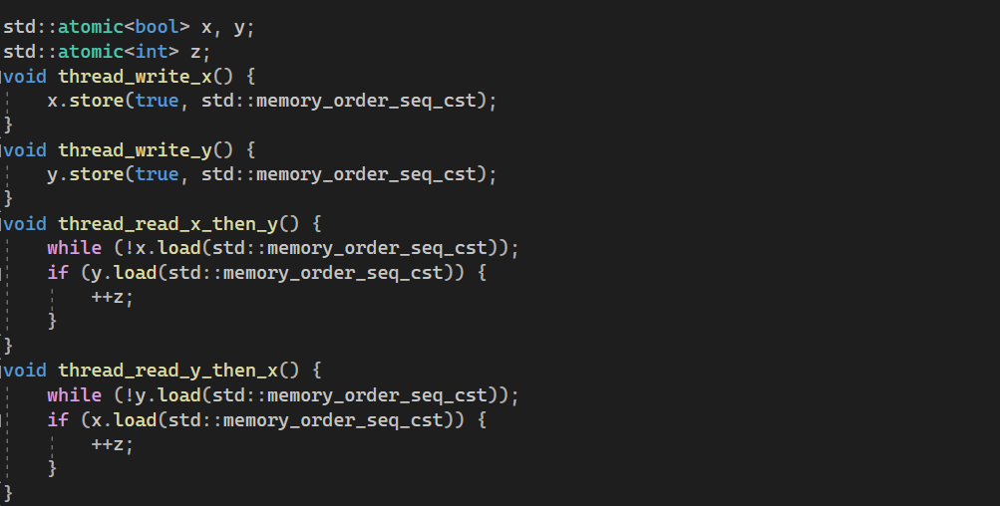 std::atomic<bool> x, y;
std::atomic<int> z;
void thread_write_x() {
    x.store(true, std::memory_order_seq_cst);
}
void thread_write_y() {
    y.store(true, std::memory_order_seq_cst);
}
void thread_read_x_then_y() {
    while (!x.load(std::memory_order_seq_cst));
    if (y.load(std::memory_order_seq_cst)) {
        ++z;
    }
}
void thread_read_y_then_x() {
    while (!y.load(std::memory_order_seq_cst));
    if (x.load(std::memory_order_seq_cst)) {
        ++z;
    }
}